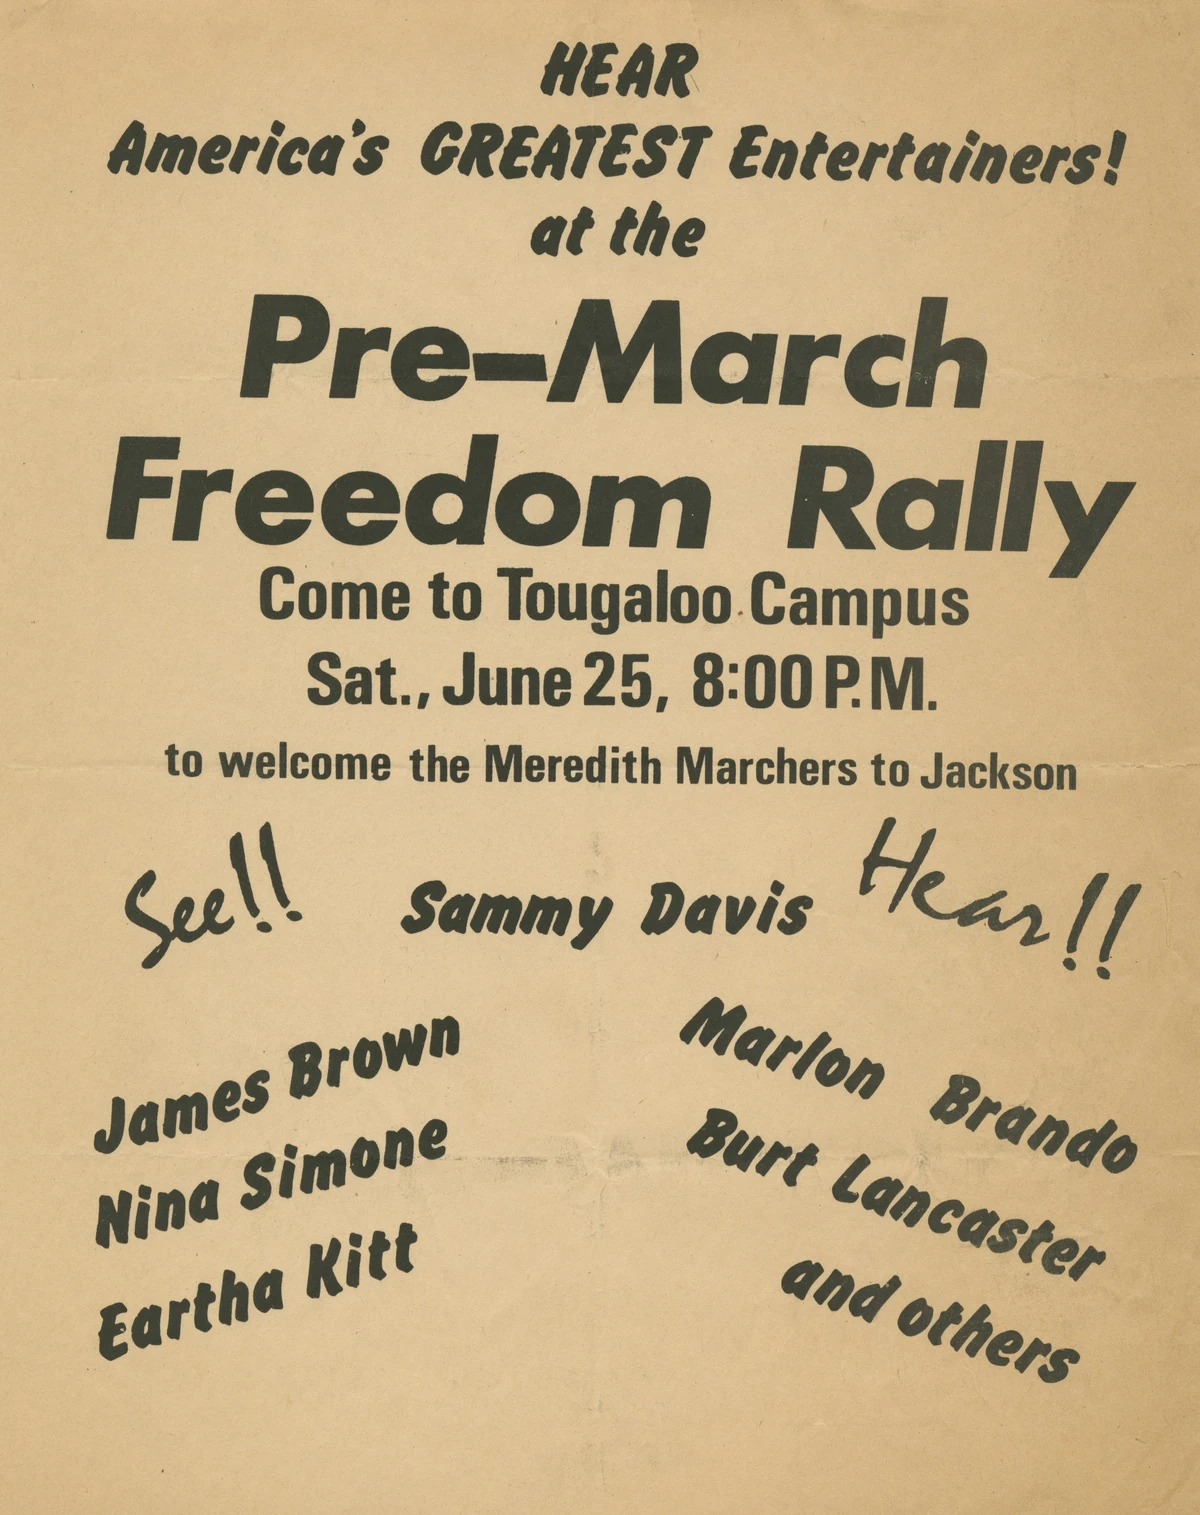 HEAR
America's GREATEST Entertainers!
at the
Pre-March
Freedom Rally
Come to Tougaloo Campus
Sat., June 25, 8:00 P.M.
to welcome the Meredith Marchers to Jackson
See!! Sammy Davis Hear!!
James Brown
Nina Simone
Eartha Kitt
Marlon Brando
Burt Lancaster
and others